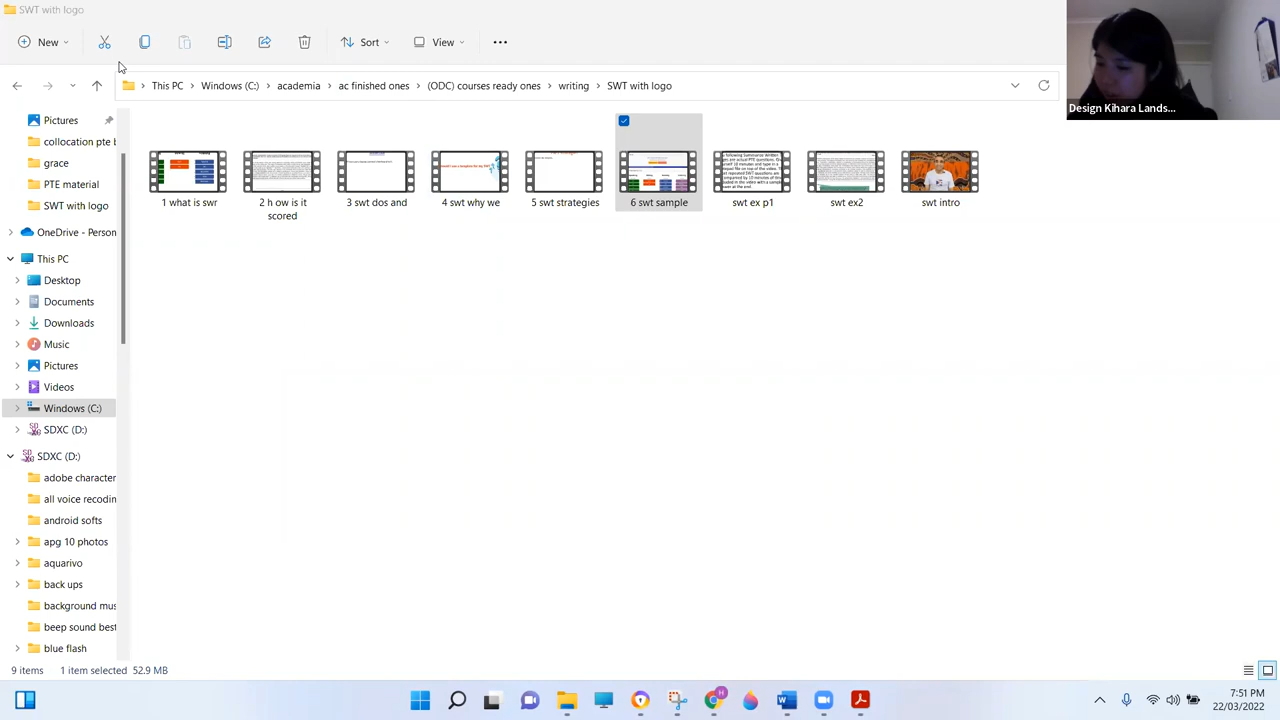 SWT with logo
New
Sort
View
This PC
Windows (C:)
academia
ac finished ones
(ODC) courses ready ones
writing
SWT with logo
Design Kihara Lands...
Pictures
collocation pte b
grace
PTE material
SWT with logo
OneDrive - Person
This PC
Desktop
Documents
Downloads
Music
Pictures
Videos
Windows (C:)
SDXC (D:)
SDXC (D:)
adobe character
all voice recodin
android softs
apg 10 photos
aquarivo
back ups
background mus
beep sound best
blue flash
1 what is swr
2 h ow is it
scored
3 swt dos and
4 swt why we
5 swt strategies
6 swt sample
swt ex p1
swt ex2
swt intro
9 items
1 item selected 52.9 MB
7:51 PM
22/03/2022